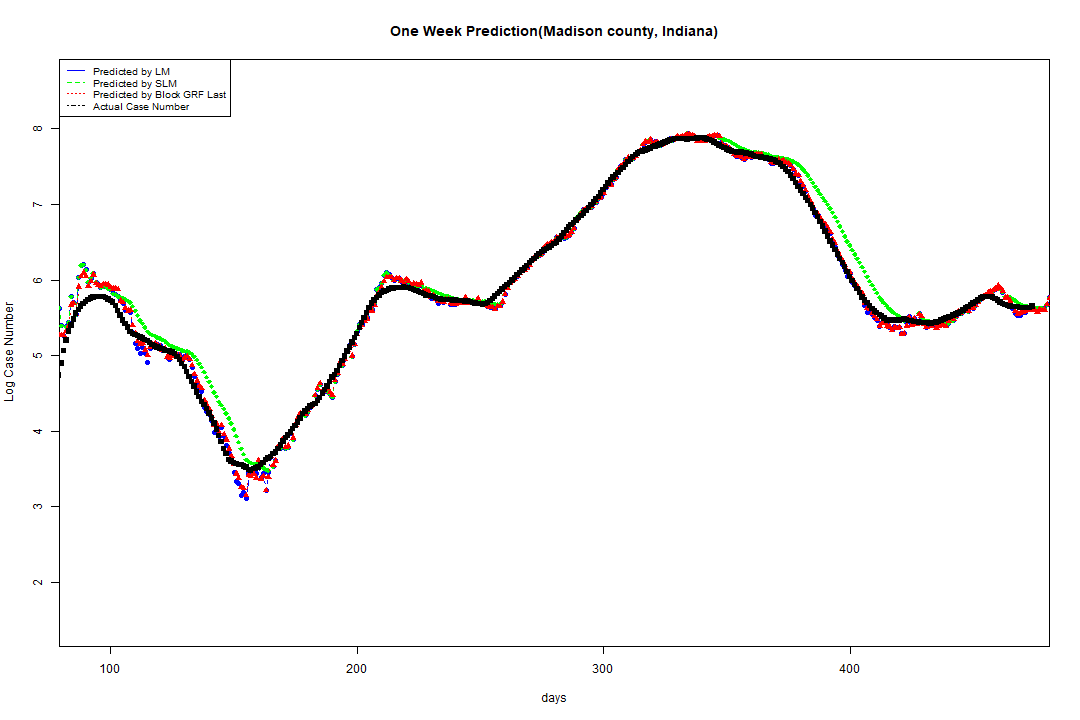 One Week Prediction(Madison county, Indiana)
Predicted by LM
Predicted by SLM
Predicted by Block GRF Last
Actual Case Number
8
7
6
5
4
3
2
Log Case Number
100
200
300
400
days